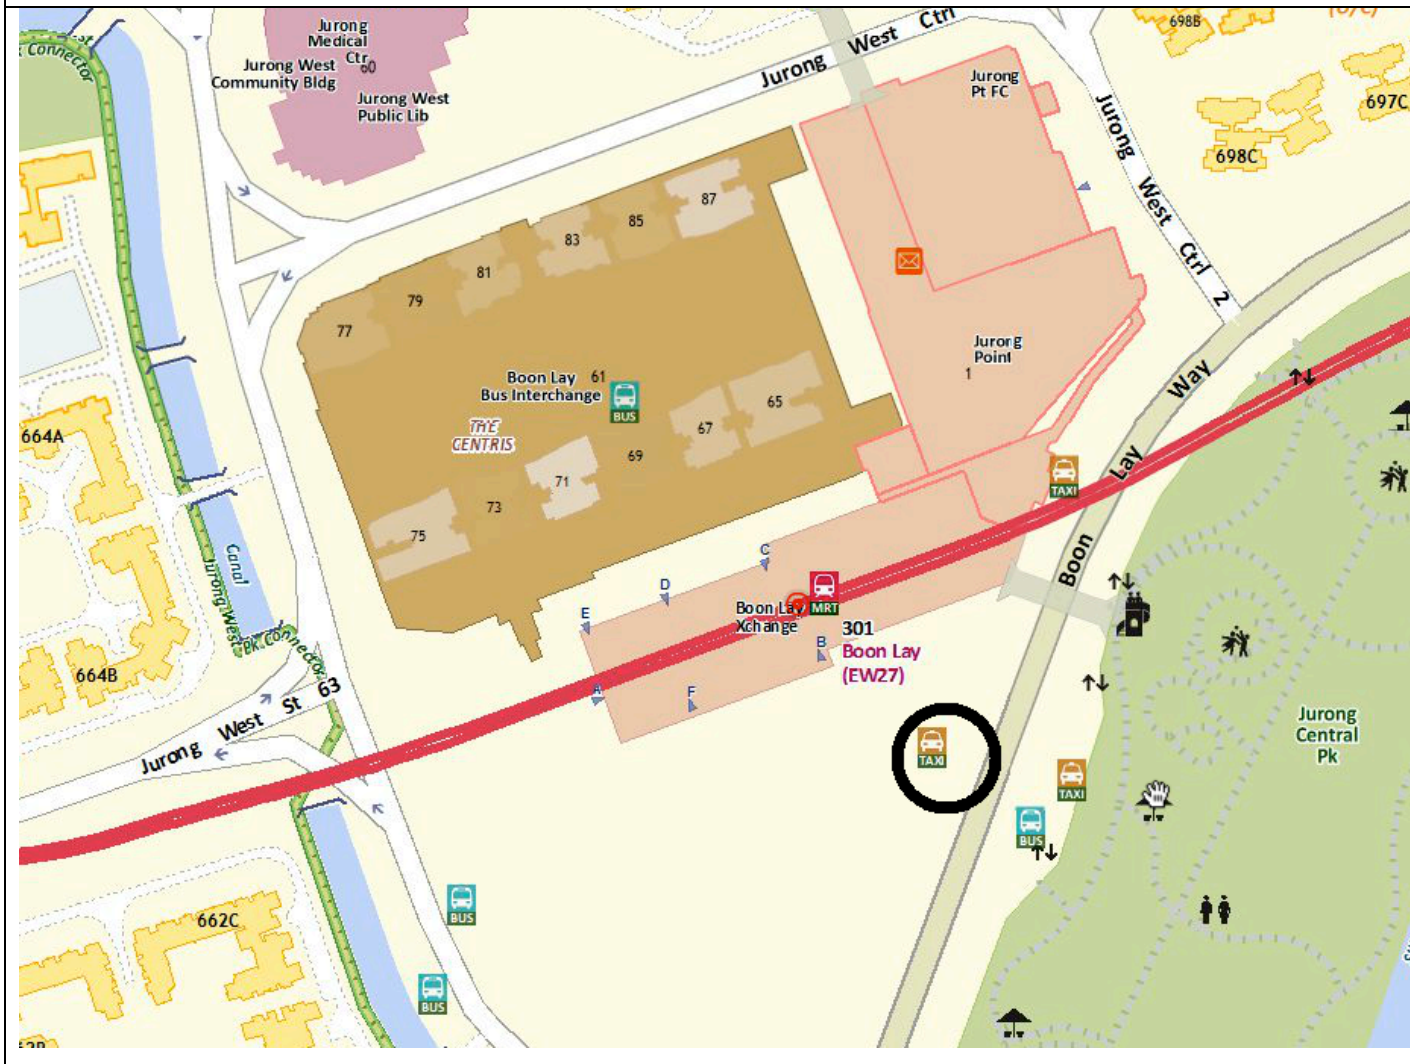 Pk Connector
Jurong
Medical
Ctr
60
Jurong West
Community Bldg
Jurong West
Public Lib
Jurong West Ctrl
698B
Jurong
Pt FC
697C
698C
Jurong West Ctrl 2
87
85
83
81
79
77
Jurong
Point
1
Boon Lay
Bus Interchange
61
BUS
THE
CENTRIS
65
67
69
71
73
75
664A
TAXI
Boon Lay Way
Canal
Jurong West
Pk Connector
C
D
E
MRT
Boon Lay
Xchange
301
Boon Lay
(EW27)
B
A
F
664B
Jurong West St 63
Jurong
Central
Pk
TAXI
TAXI
BUS
BUS
662C
BUS